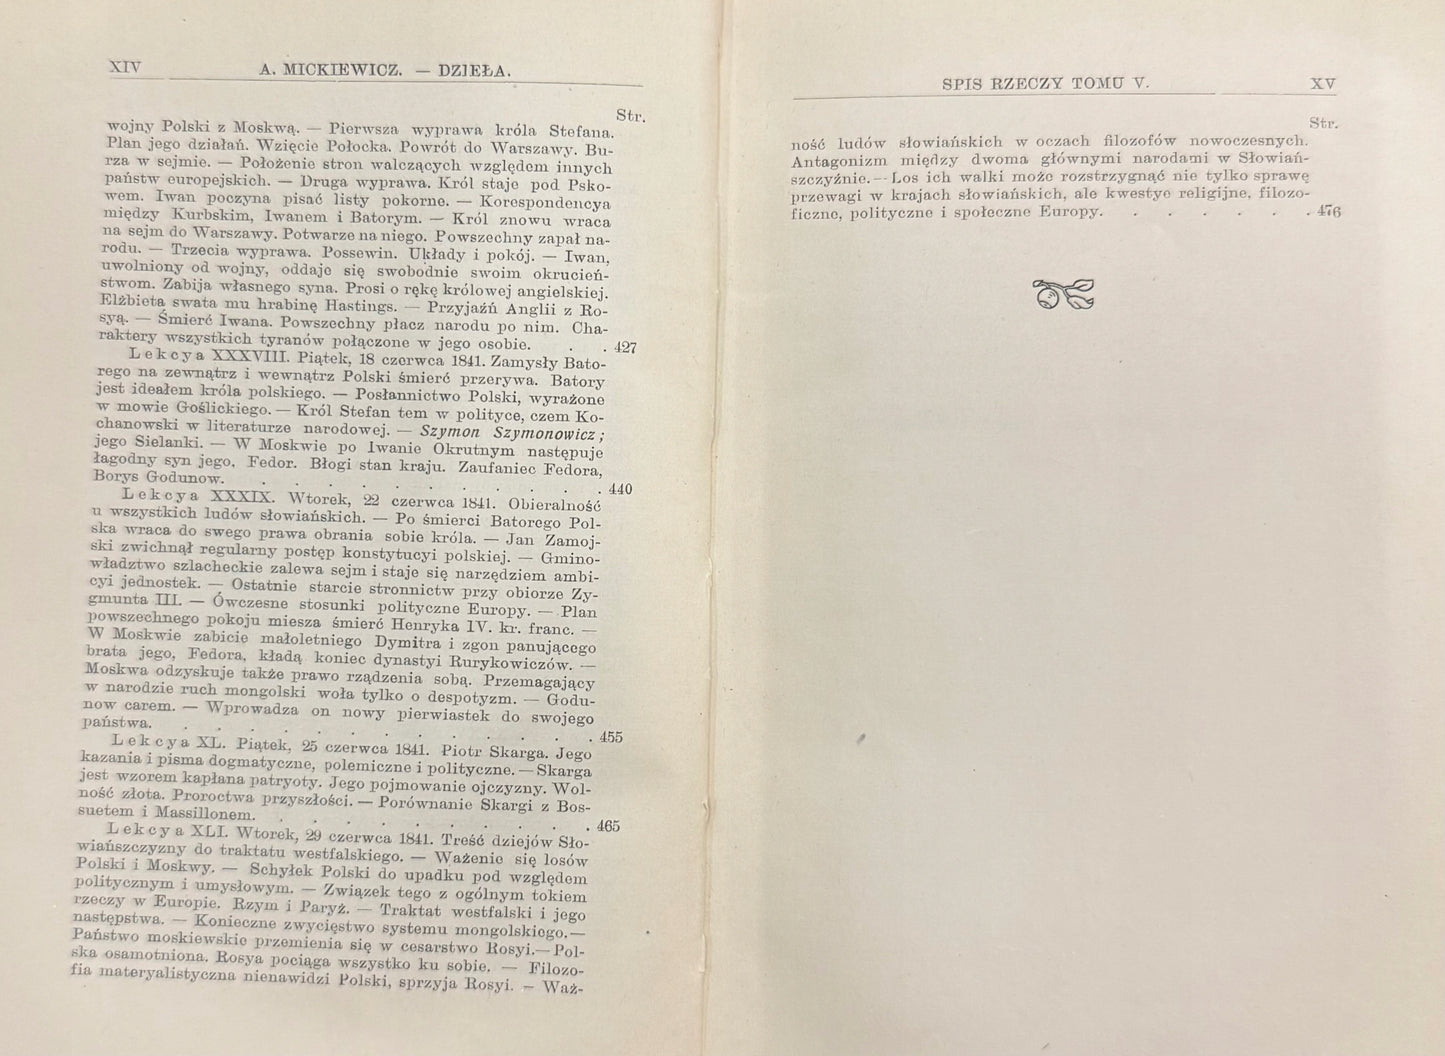 XIV
A. MICKIEWICZ. — DZIEŁA.
Str.
wojny Polski z Moskwą. — Pierwsza wyprawa króla Stefana.
Plan jego działań. Wzięcie Połocka. Powrót do Warszawy. Bu-
rza w sejmie. — Położenie stron walczących względem innych
państw europejskich. — Druga wyprawa. Król staje pod Psko-
wem. Iwan poczyna pisać listy pokorne. — Korespondencya
między Kurbskim, Iwanem i Batorym. — Król znowu wraca
na sejm do Warszawy. Potwarze na niego. Powszechny zapał na-
rodu. — Trzecia wyprawa. Possewin. Układy i pokój. — Iwan,
uwolniony od wojny, oddaje się swobodnie swoim okrucień-
stwom. Zabija własnego syna. Prosi o rękę królowej angielskiej.
Elżbieta swata mu hrabinę Hastings. — Przyjaźń Anglii z Ro-
syą. — Śmierć Iwana. Powszechny płacz narodu po nim. Cha-
raktery wszystkich tyranów połączone w jego osobie. . . 427
Lekcya XXXVIII. Piątek, 18 czerwca 1841. Zamysły Bato-
rego na zewnątrz i wewnątrz Polski śmierć przerywa. Batory
jest ideałem króla polskiego. — Posłannictwo Polski, wyrażone
w mowie Goślickiego. — Król Stefan tem w polityce, czem Ko-
chanowski w literaturze narodowej. — Szymon Szymonowicz;
jego Sielanki. — W Moskwie po Iwanie Okrutnym następuje
łagodny syn jego, Fedor. Błogi stan kraju. Zaufaniec Fedora,
Borys Godunow. . . . . . . . . . . 440
Lekcya XXXIX. Wtorek, 22 czerwca 1841. Obieralność
u wszystkich ludów słowiańskich. — Po śmierci Batorego Pol-
ska wraca do swego prawa obrania sobie króla. — Jan Zamoj-
ski zwichnął regularny postęp konstytucyi polskiej. — Gmino-
władztwo szlacheckie zalewa sejm i staje się narzędziem ambi-
cyi jednostek. — Ostatnie starcie stronnictw przy obiorze Zy-
gmunta III. — Ówczesne stosunki polityczne Europy. — Plan
powszechnego pokoju miesza śmierć Henryka IV. kr. franc. —
W Moskwie zabicie małoletniego Dymitra i zgon panującego
brata jego, Fedora, kładą koniec dynastyi Rurykowiczów. —
Moskwa odzyskuje także prawo rządzenia sobą. Przemagający
w narodzie ruch mongolski woła tylko o despotyzm. — Godu-
now carem. — Wprowadza on nowy pierwiastek do swojego
państwa. . . . . . . . . . . . . 455
Lekcya XL. Piątek, 25 czerwca 1841. Piotr Skarga. Jego
kazania i pisma dogmatyczne, polemiczne i polityczne. — Skarga
jest wzorem kapłana patryoty. Jego pojmowanie ojczyzny. Wol-
ność złota. Proroctwa przyszłości. — Porównanie Skargi z Bos-
suetem i Massillonem. . . . . . . . . . 465
Lekcya XLI. Wtorek, 29 czerwca 1841. Treść dziejów Sło-
wiańszczyzny do traktatu westfalskiego. — Ważenie się losów
Polski i Moskwy. — Schyłek Polski do upadku pod względem
politycznym i umysłowym. — Związek tego z ogólnym tokiem
rzeczy w Europie. Rzym i Paryż. — Traktat westfalski i jego
następstwa. — Konieczne zwycięstwo systemu mongolskiego. —
Państwo moskiewskie przemienia się w cesarstwo Rosyi. — Pol-
ska osamotniona. Rosya pociąga wszystko ku sobie. — Filozo-
fia materyalistyczna nienawidzi Polski, sprzyja Rosyi. — Waż-
SPIS RZECZY TOMU V.
XV
Str.
ność ludów słowiańskich w oczach filozofów nowoczesnych.
Antagonizm między dwoma głównymi narodami w Słowiań-
szczyźnie. — Los ich walki może rozstrzygnąć nie tylko sprawę
przewagi w krajach słowiańskich, ale kwestye religijne, filozo-
ficzne, polityczne i społeczne Europy. . . . . . . 476